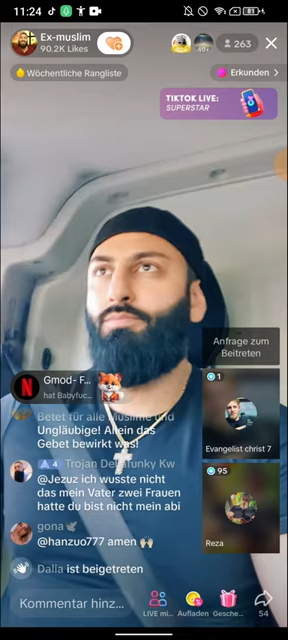 11:24
Ex-muslim
90.2K Likes
40+
263
Wöchentliche Rangliste
Erkunden >
TIKTOK LIVE:
SUPERSTAR
Anfrage zum
Beitreten
N
Gmod- F...
hat Babyfuc...
Betet für alle Muslime und
Ungläubige! Allein das
Gebet bewirkt was!
4 Trojan Delafunky Kw
@Jezuz ich wusste nicht
das mein Vater zwei Frauen
hatte du bist nicht mein abi
gona
@hanzuo777 amen
Dalla ist beigetreten
1
Evangelist christ 7
95
Reza
Kommentar hinz...
LIVE mi...
Aufladen
Gesche...
54